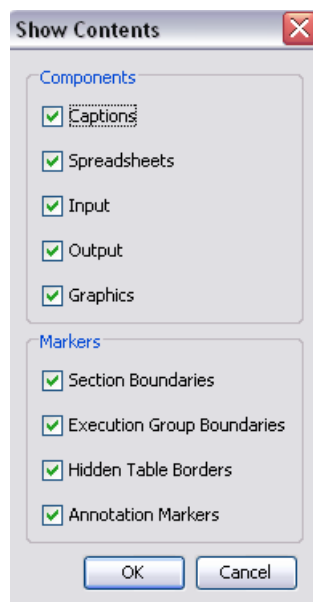 Show Contents
Components
Captions
Spreadsheets
Input
Output
Graphics
Markers
Section Boundaries
Execution Group Boundaries
Hidden Table Borders
Annotation Markers
OK
Cancel